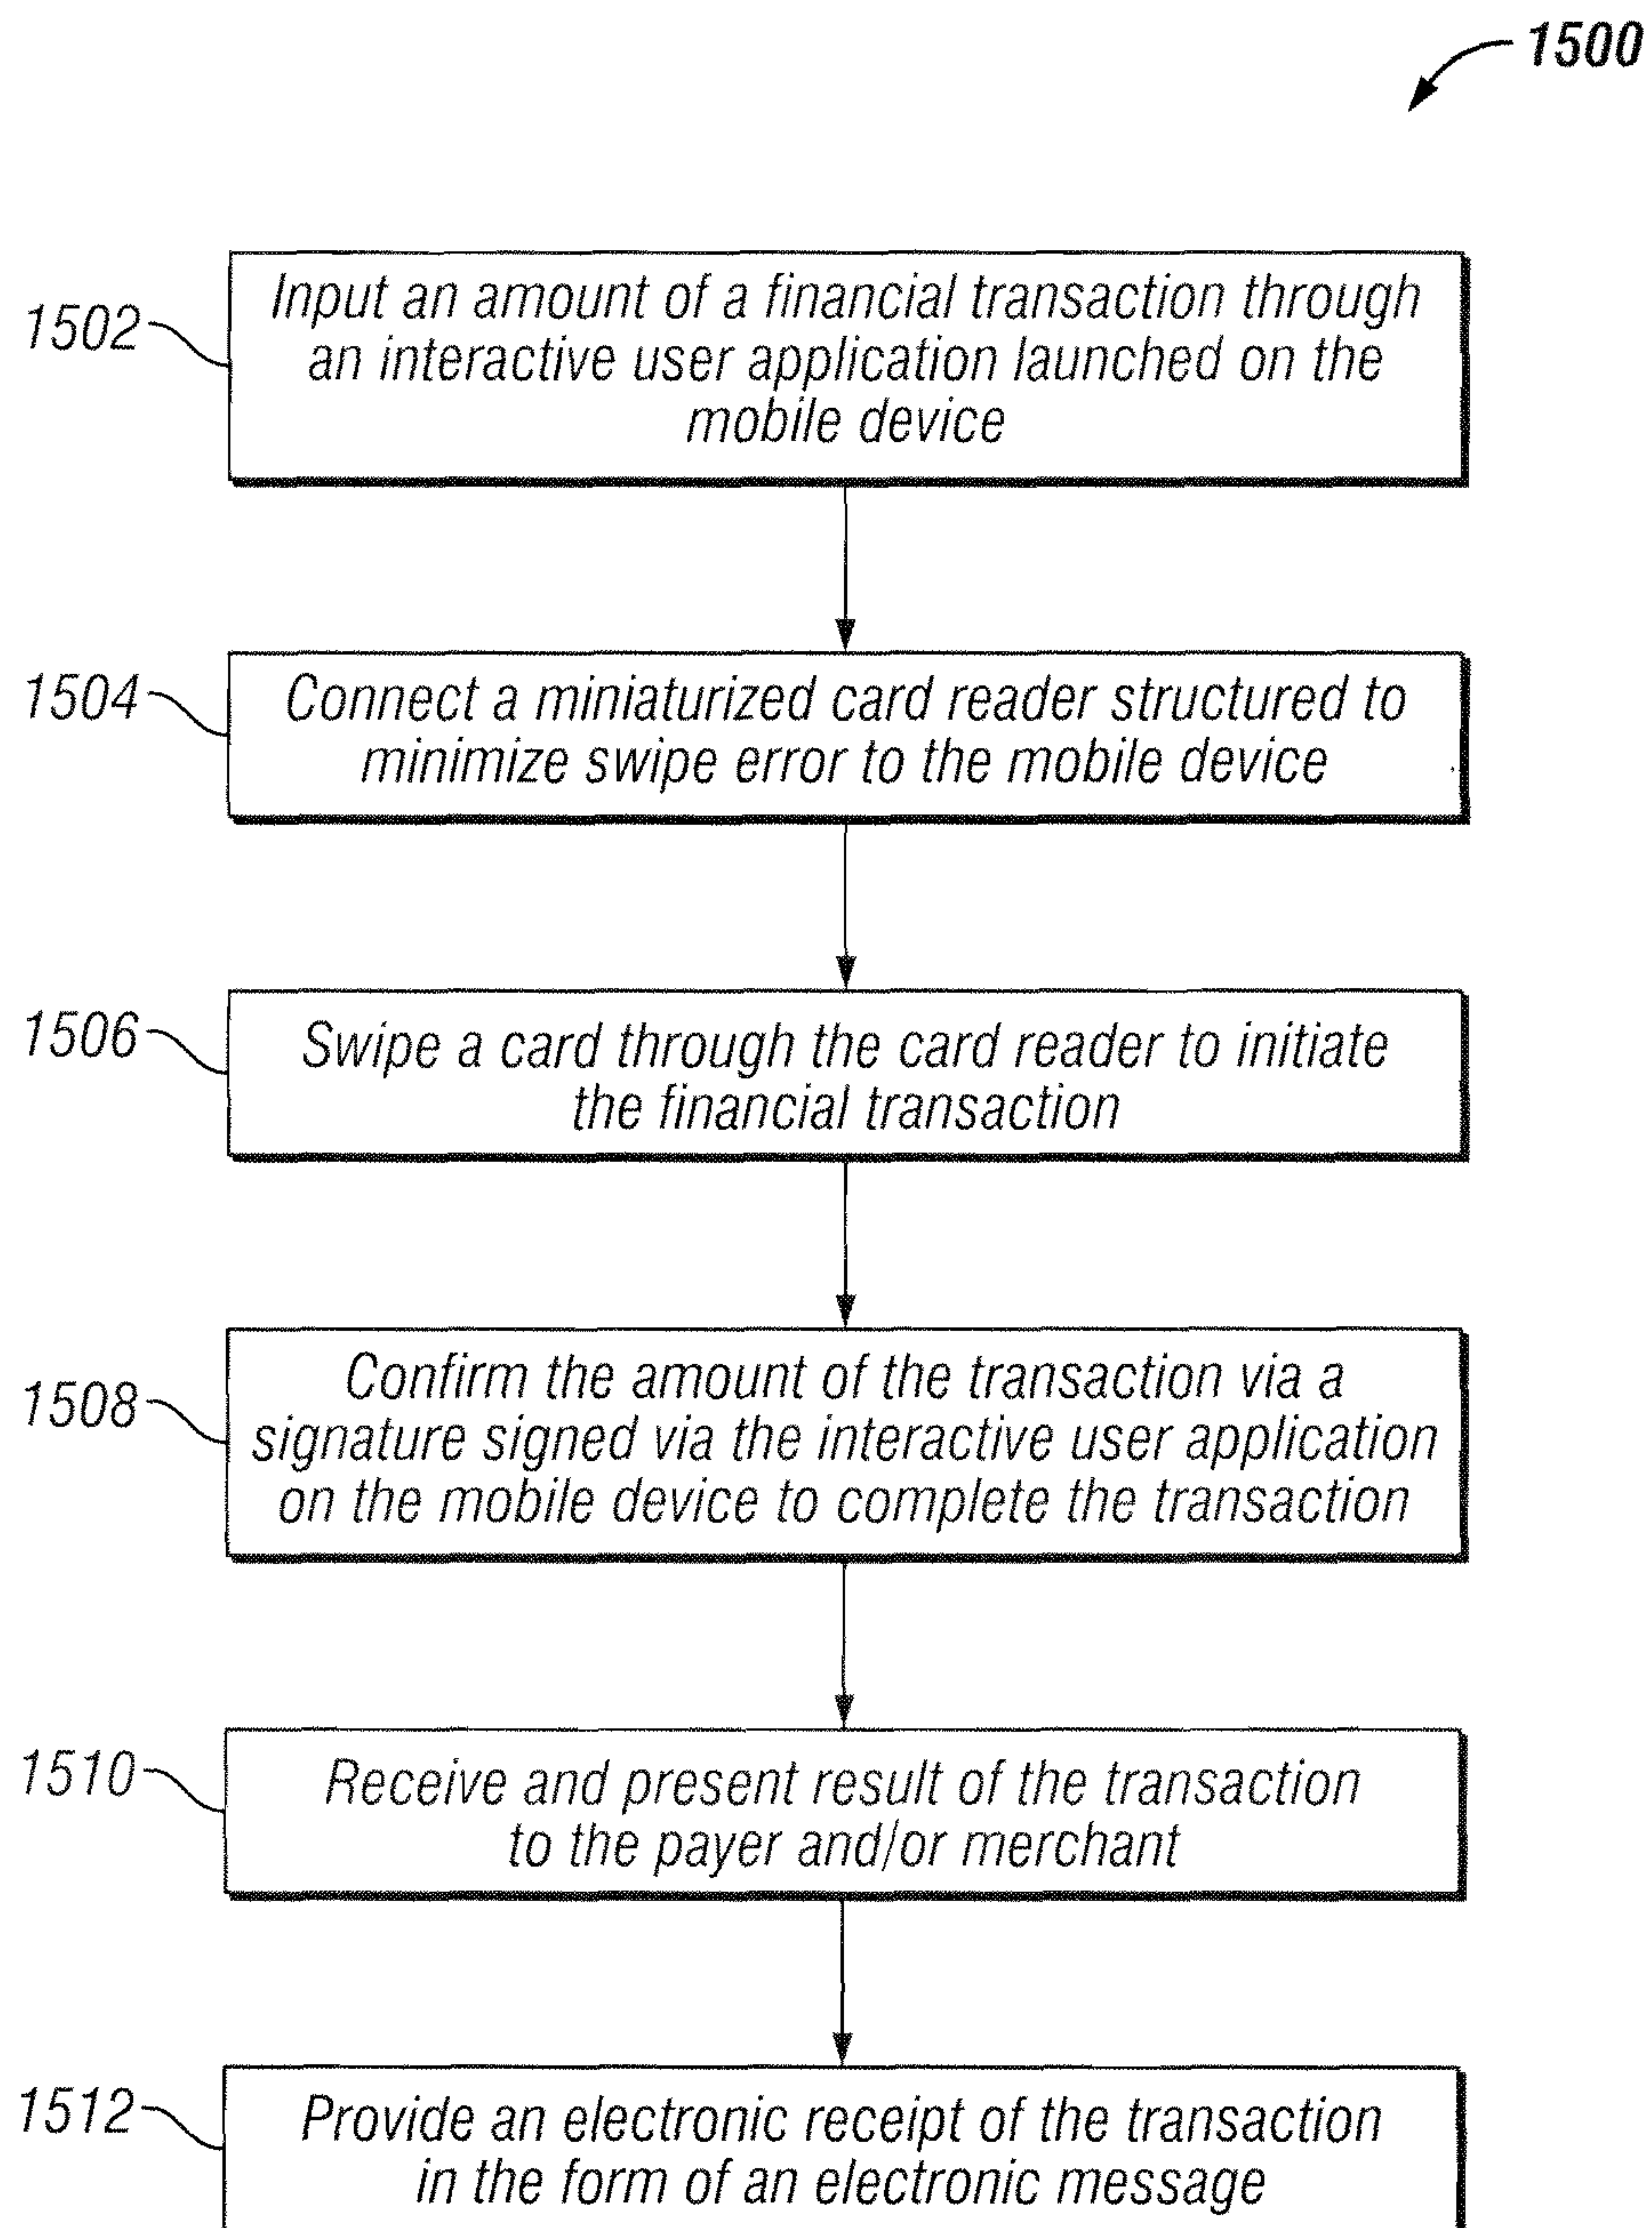 1500
1502
Input an amount of a financial transaction through
an interactive user application launched on the
mobile device
1504
Connect a miniaturized card reader structured to
minimize swipe error to the mobile device
1506
Swipe a card through the card reader to initiate
the financial transaction
1508
Confirm the amount of the transaction via a
signature signed via the interactive user application
on the mobile device to complete the transaction
1510
Receive and present result of the transaction
to the payer and/or merchant
1512
Provide an electronic receipt of the transaction
in the form of an electronic message